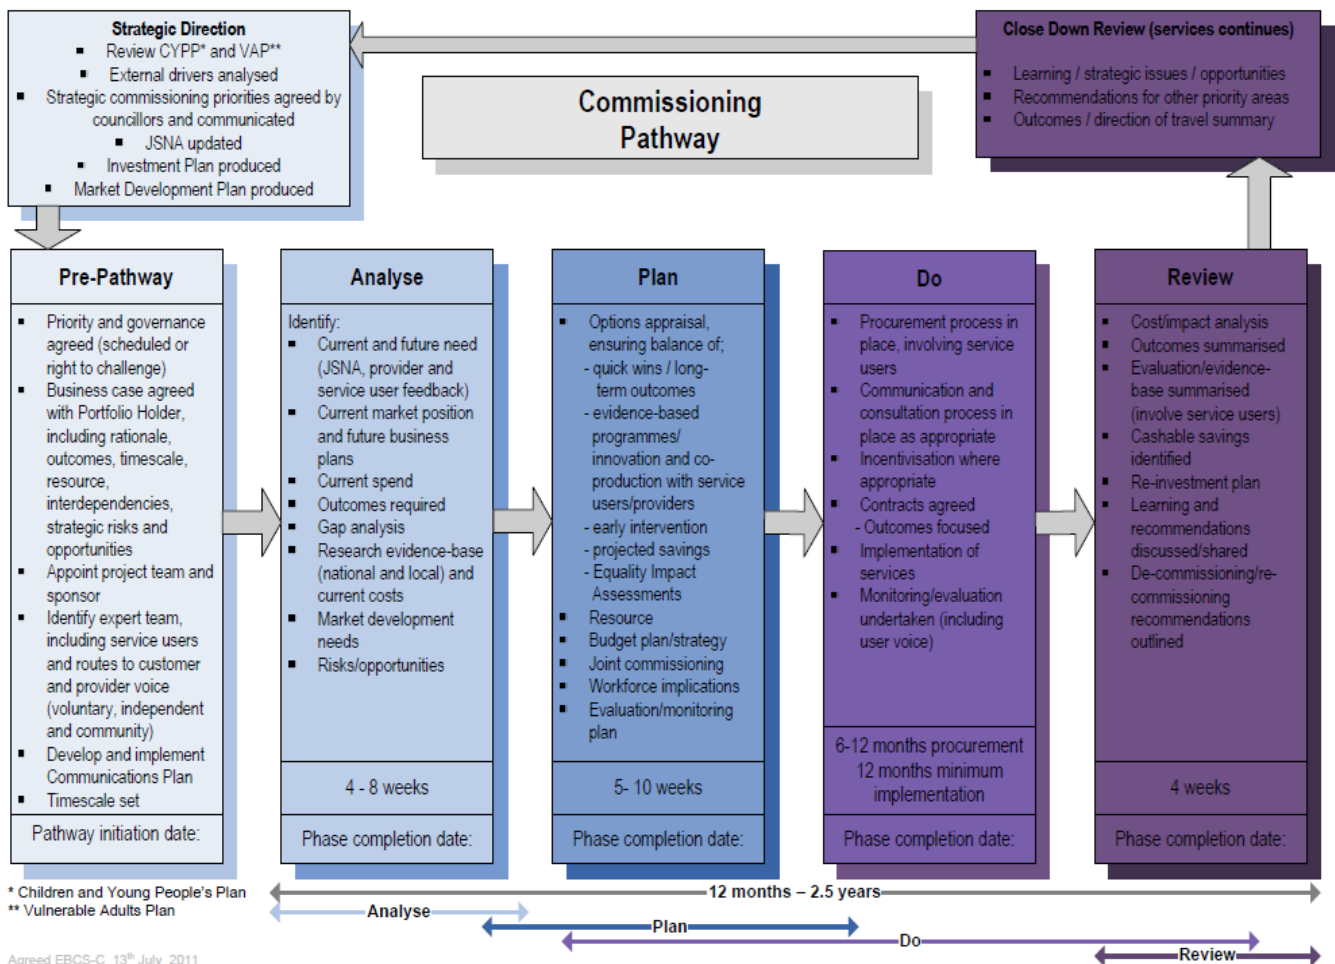 Strategic Direction
▪ Review CYPP* and VAP**
▪ External drivers analysed
▪ Strategic commissioning priorities agreed by
councillors and communicated
▪ JSNA updated
▪ Investment Plan produced
▪ Market Development Plan produced
Commissioning
Pathway
Close Down Review (services continues)
▪ Learning / strategic issues / opportunities
▪ Recommendations for other priority areas
▪ Outcomes / direction of travel summary
Pre-Pathway
▪ Priority and governance
agreed (scheduled or
right to challenge)
▪ Business case agreed
with Portfolio Holder,
including rationale,
outcomes, timescale,
resource,
interdependencies,
strategic risks and
opportunities
▪ Appoint project team and
sponsor
▪ Identify expert team,
including service users
and routes to customer
and provider voice
(voluntary, independent
and community)
▪ Develop and implement
Communications Plan
▪ Timescale set
Pathway initiation date:
Analyse
Identify:
▪ Current and future need
(JSNA, provider and
service user feedback)
▪ Current market position
and future business
plans
▪ Current spend
▪ Outcomes required
▪ Gap analysis
▪ Research evidence-base
(national and local) and
current costs
▪ Market development
needs
▪ Risks/opportunities
4 - 8 weeks
Phase completion date:
Plan
▪ Options appraisal,
ensuring balance of;
- quick wins / long-
term outcomes
- evidence-based
programmes/
innovation and co-
production with service
users/providers
- early intervention
- projected savings
- Equality Impact
Assessments
▪ Resource
▪ Budget plan/strategy
▪ Joint commissioning
▪ Workforce implications
▪ Evaluation/monitoring
plan
5- 10 weeks
Phase completion date:
Do
▪ Procurement process in
place, involving service
users
▪ Communication and
consultation process in
place as appropriate
▪ Incentivisation where
appropriate
▪ Contracts agreed
- Outcomes focused
▪ Implementation of
services
▪ Monitoring/evaluation
undertaken (including
user voice)
6-12 months procurement
12 months minimum
implementation
Phase completion date:
Review
▪ Cost/impact analysis
▪ Outcomes summarised
▪ Evaluation/evidence-
base summarised
(involve service users)
▪ Cashable savings
identified
▪ Re-investment plan
▪ Learning and
recommendations
discussed/shared
▪ De-commissioning/re-
commissioning
recommendations
outlined
4 weeks
Phase completion date:
* Children and Young People's Plan
** Vulnerable Adults Plan
12 months – 2.5 years
Analyse
Plan
Do
Review
Agreed EBCS-C 13th July 2011